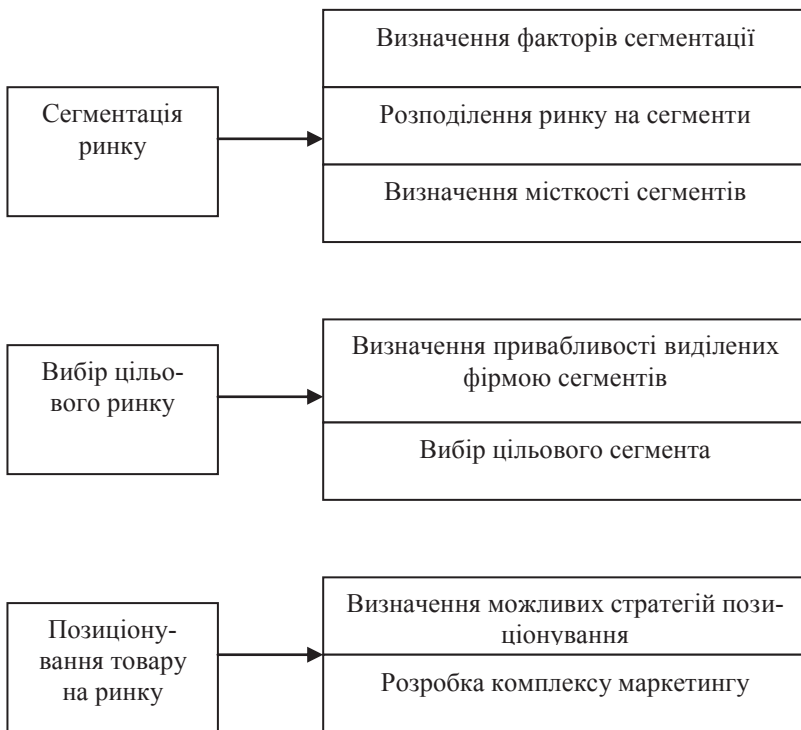 Сегментація
ринку
Визначення факторів сегментації
Розподілення ринку на сегменти
Визначення місткості сегментів
Вибір цільо-
вого ринку
Визначення привабливості виділених
фірмою сегментів
Вибір цільового сегмента
Позиціону-
вання товару
на ринку
Визначення можливих стратегій пози-
ціонування
Розробка комплексу маркетингу